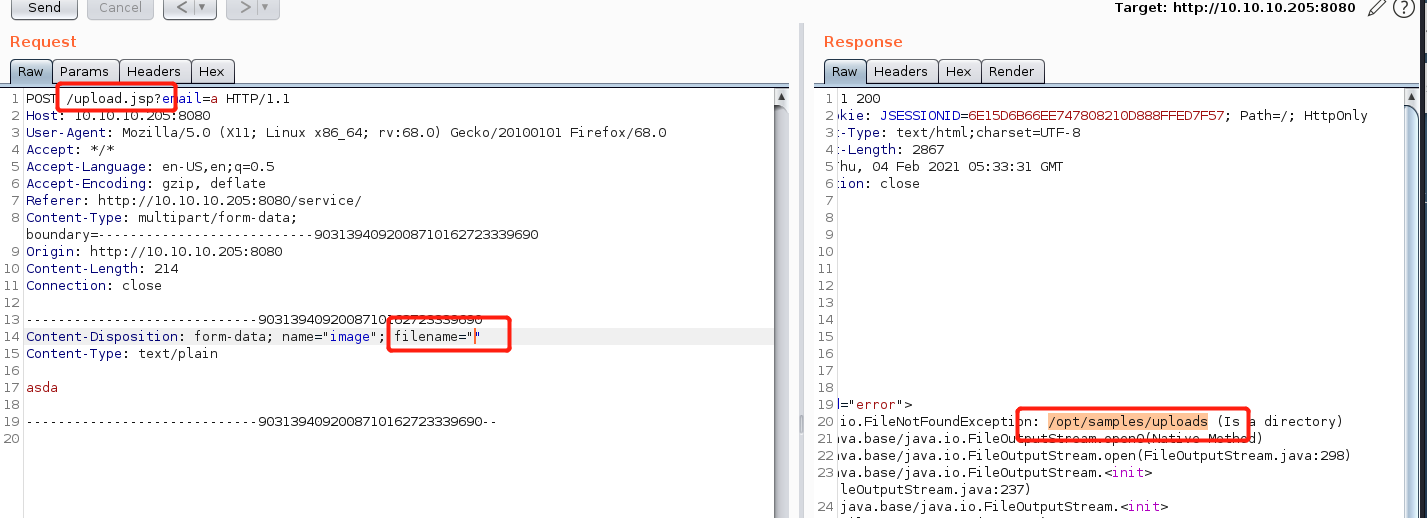 Send
Cancel
<
>
Target: http://10.10.10.205:8080
?
Request
Raw
Params
Headers
Hex
1 POST /upload.jsp?email=a HTTP/1.1
2 Host: 10.10.10.205:8080
3 User-Agent: Mozilla/5.0 (X11; Linux x86_64; rv:68.0) Gecko/20100101 Firefox/68.0
4 Accept: */*
5 Accept-Language: en-US,en;q=0.5
6 Accept-Encoding: gzip, deflate
7 Referer: http://10.10.10.205:8080/service/
8 Content-Type: multipart/form-data;
boundary=---------------------------9031394092008710162723339690
9 Origin: http://10.10.10.205:8080
10 Content-Length: 214
11 Connection: close
12
13 -----------------------------9031394092008710162723339690
14 Content-Disposition: form-data; name="image"; filename=""
15 Content-Type: text/plain
16
17 asda
18
19 -----------------------------9031394092008710162723339690--
20
Response
Raw
Headers
Hex
Render
1 1 200
2 kie: JSESSIONID=6E15D6B66EE747808210D888FFED7F57; Path=/; HttpOnly
3 t-Type: text/html;charset=UTF-8
4 t-Length: 2867
5 Thu, 04 Feb 2021 05:33:31 GMT
6 tion: close
7
8
9
10
11
12
13
14
15
16
17
18
19 d="error">
20 io.FileNotFoundException: /opt/samples/uploads (Is a directory)
21 ava.base/java.io.FileOutputStream.open0(Native Method)
22 ava.base/java.io.FileOutputStream.open(FileOutputStream.java:298)
23 ava.base/java.io.FileOutputStream.<init>
leOutputStream.java:237)
24 java.base/java.io.FileOutputStream.<init>